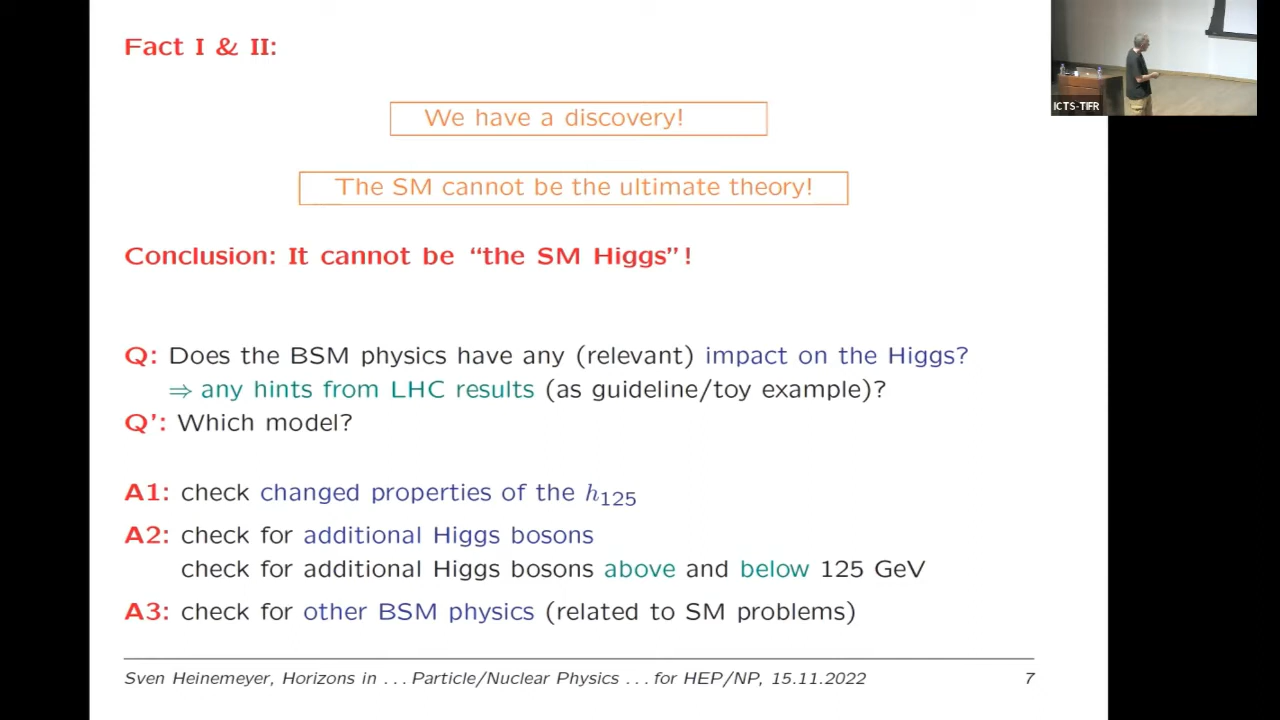 Fact I & II:
We have a discovery!
The SM cannot be the ultimate theory!
Conclusion: It cannot be “the SM Higgs”!
Q: Does the BSM physics have any (relevant) impact on the Higgs?
⇒ any hints from LHC results (as guideline/toy example)?
Q’: Which model?
A1: check changed properties of the h₁₂₅
A2: check for additional Higgs bosons
check for additional Higgs bosons above and below 125 GeV
A3: check for other BSM physics (related to SM problems)
Sven Heinemeyer, Horizons in . . . Particle/Nuclear Physics . . . for HEP/NP, 15.11.2022 7
ICTS-TIFR